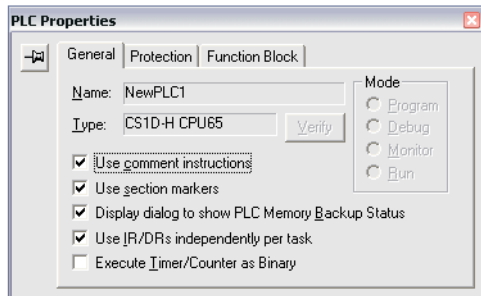 PLC Properties
General Protection Function Block
Name: NewPLC1
Type: CS1D-H CPU65 Verify
Mode
Program
Debug
Monitor
Run
Use comment instructions
Use section markers
Display dialog to show PLC Memory Backup Status
Use IR/DRs independently per task
Execute Timer/Counter as Binary